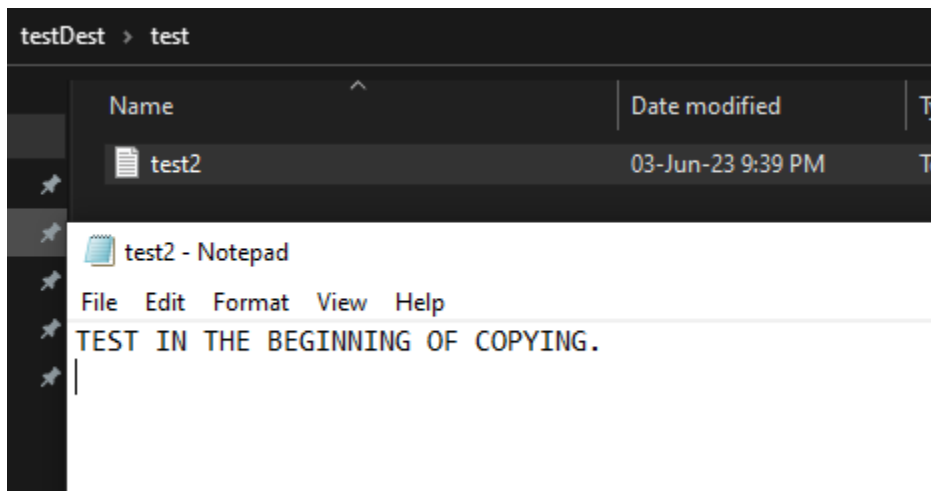 testDest > test
Name Date modified
test2 03-Jun-23 9:39 PM
test2 - Notepad
File Edit Format View Help
TEST IN THE BEGINNING OF COPYING.